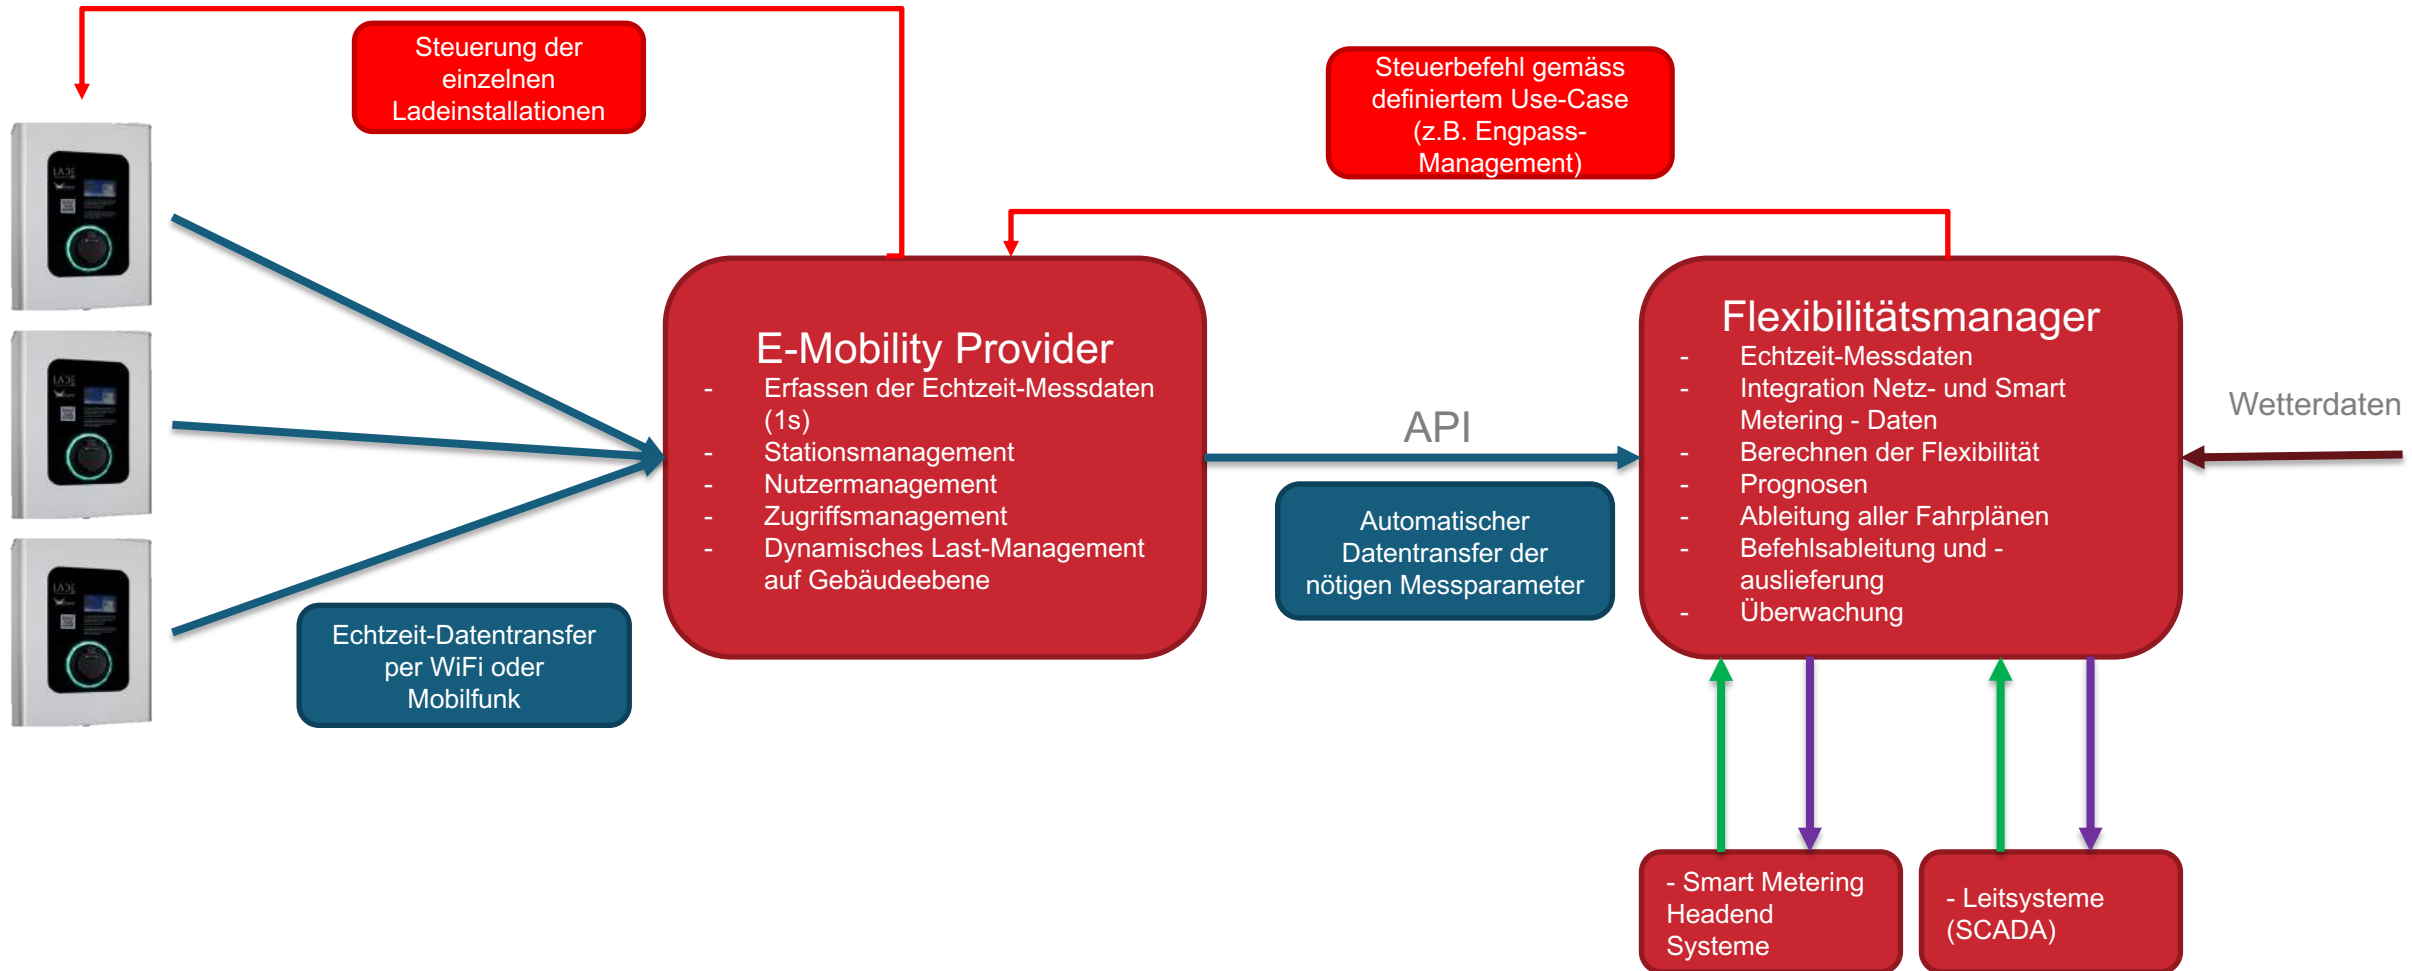 Steuerung der
einzelnen
Ladeinstallationen
Steuerbefehl gemäss
definiertem Use-Case
(z.B. Engpass-
Management)
LADE
LADE
LADE
E-Mobility Provider
- Erfassen der Echtzeit-Messdaten
(1s)
- Stationsmanagement
- Nutzermanagement
- Zugriffsmanagement
- Dynamisches Last-Management
auf Gebäudeebene
Echtzeit-Datentransfer
per WiFi oder
Mobilfunk
API
Automatischer
Datentransfer der
nötigen Messparameter
Flexibilitätsmanager
- Echtzeit-Messdaten
- Integration Netz- und Smart
Metering - Daten
- Berechnen der Flexibilität
- Prognosen
- Ableitung aller Fahrplänen
- Befehlsableitung und -
auslieferung
- Überwachung
Wetterdaten
- Smart Metering
Headend
Systeme
- Leitsysteme
(SCADA)